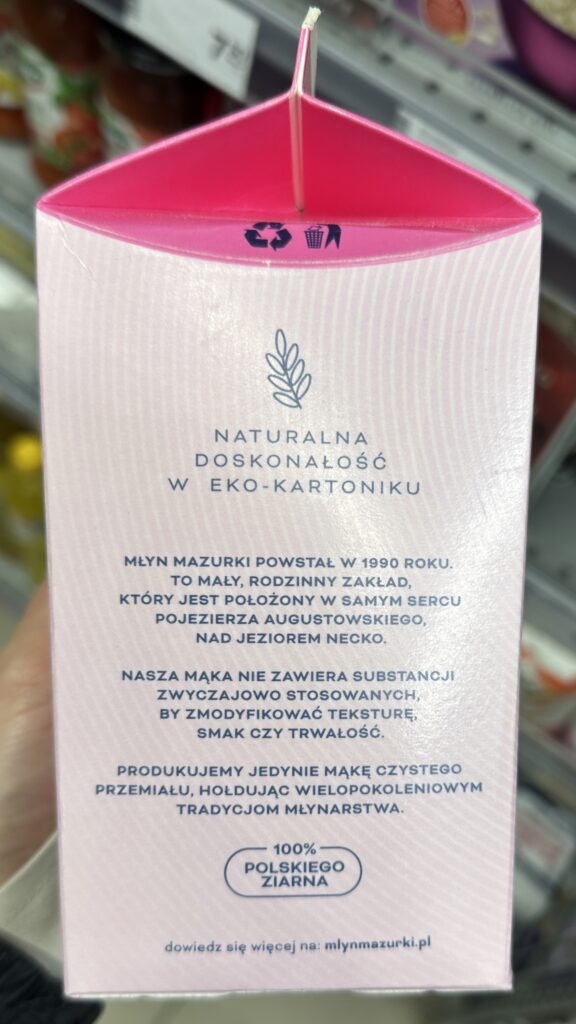 NATURALNA
DOSKONAŁOŚĆ
W EKO-KARTONIKU
MŁYN MAZURKI POWSTAŁ W 1990 ROKU.
TO MAŁY, RODZINNY ZAKŁAD,
KTÓRY JEST POŁOŻONY W SAMYM SERCU
POJEZIERZA AUGUSTOWSKIEGO,
NAD JEZIOREM NECKO.
NASZA MĄKA NIE ZAWIERA SUBSTANCJI
ZWYCZAJOWO STOSOWANYCH,
BY ZMODYFIKOWAĆ TEKSTURĘ,
SMAK CZY TRWAŁOŚĆ.
PRODUKUJEMY JEDYNIE MĄKĘ CZYSTEGO
PRZEMIAŁU, HOŁDUJĄC WIELOPOKOLENIOWYM
TRADYCJOM MŁYNARSTWA.
100%
POLSKIEGO
ZIARNA
dowiedz się więcej na: mlynmazurki.pl